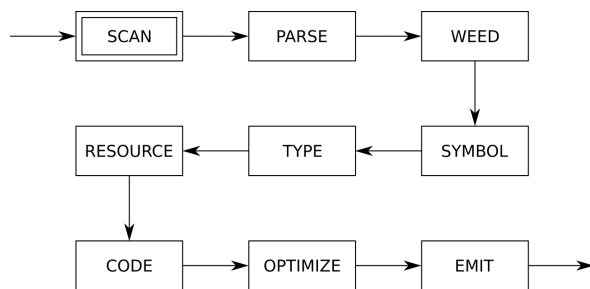 SCAN
PARSE
WEED
RESOURCE
TYPE
SYMBOL
CODE
OPTIMIZE
EMIT